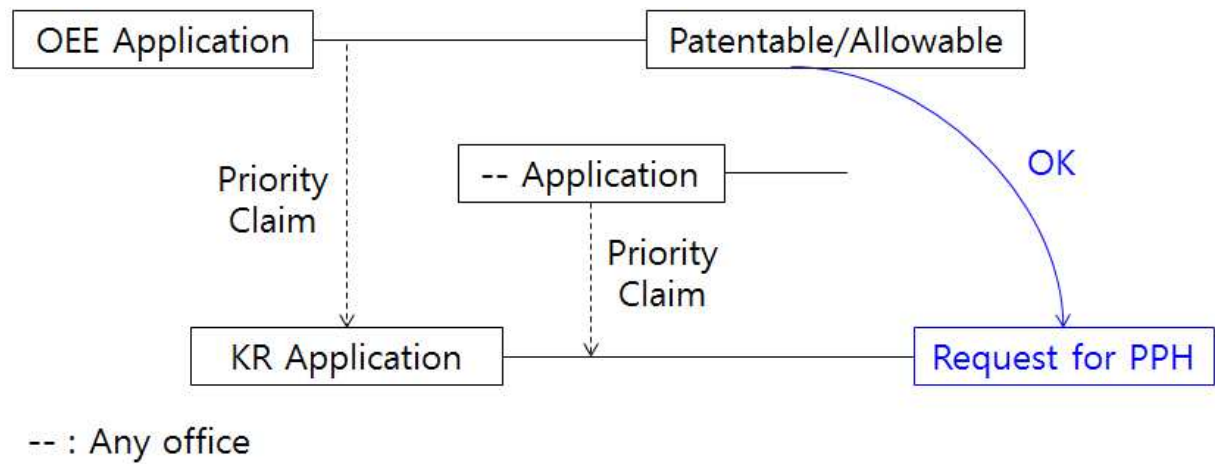 OEE Application
Patentable/Allowable
Priority
Claim
-- Application
OK
Priority
Claim
KR Application
Request for PPH
-- : Any office